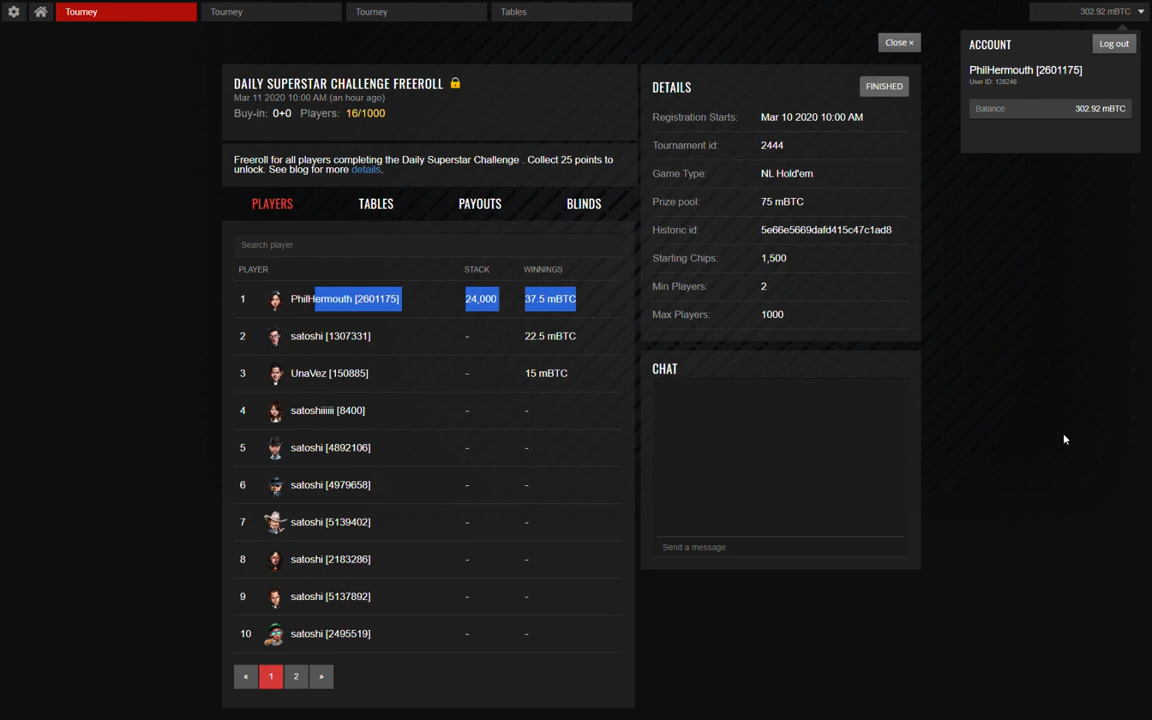 Tourney
Tourney
Tourney
Tables
302.92 mBTC
Close ×
ACCOUNT
Log out
PhilHermouth [2601175]
User ID: 128246
Balance 302.92 mBTC
DAILY SUPERSTAR CHALLENGE FREEROLL
Mar 11 2020 10:00 AM (an hour ago)
Buy-in: 0+0 Players: 16/1000
Freeroll for all players completing the Daily Superstar Challenge . Collect 25 points to
unlock. See blog for more details.
PLAYERS TABLES PAYOUTS BLINDS
Search player
PLAYER STACK WINNINGS
1 PhilHermouth [2601175] 24,000 37.5 mBTC
2 satoshi [1307331] - 22.5 mBTC
3 UnaVez [150885] - 15 mBTC
4 satoshiiiiii [8400] - -
5 satoshi [4892106] - -
6 satoshi [4979658] - -
7 satoshi [5139402] - -
8 satoshi [2183286] - -
9 satoshi [5137892] - -
10 satoshi [2495519] - -
« 1 2 »
DETAILS
FINISHED
Registration Starts: Mar 10 2020 10:00 AM
Tournament id: 2444
Game Type: NL Hold'em
Prize pool: 75 mBTC
Historic id: 5e66e5669dafd415c47c1ad8
Starting Chips: 1,500
Min Players: 2
Max Players: 1000
CHAT
Send a message